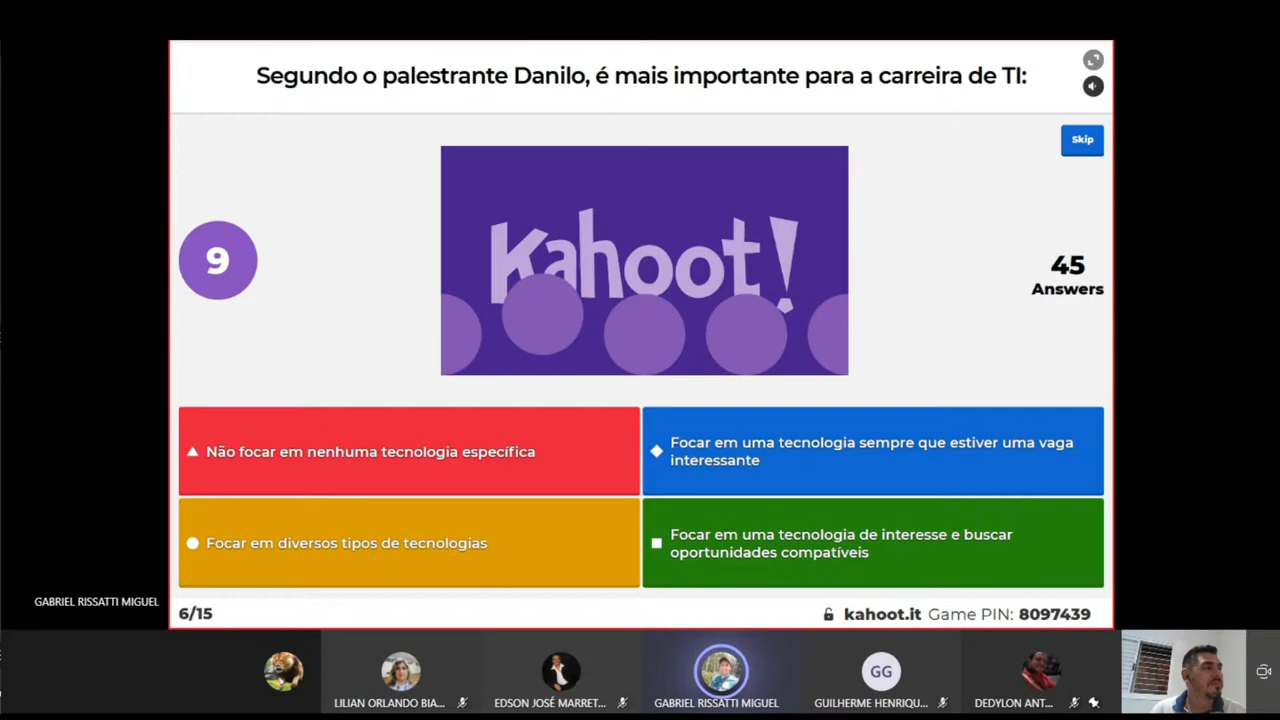 Segundo o palestrante Danilo, é mais importante para a carreira de TI:
Skip
9
Kahoot!
45
Answers
Não focar em nenhuma tecnologia específica
Focar em uma tecnologia sempre que estiver uma vaga
interessante
Focar em diversos tipos de tecnologias
Focar em uma tecnologia de interesse e buscar
oportunidades compatíveis
GABRIEL RISSATTI MIGUEL
6/15
kahoot.it Game PIN: 8097439
GG
LILIAN ORLANDO BIA...
EDSON JOSÉ MARRET...
GABRIEL RISSATTI MIGUEL
GUILHERME HENRIQU...
DEDYLON ANT...